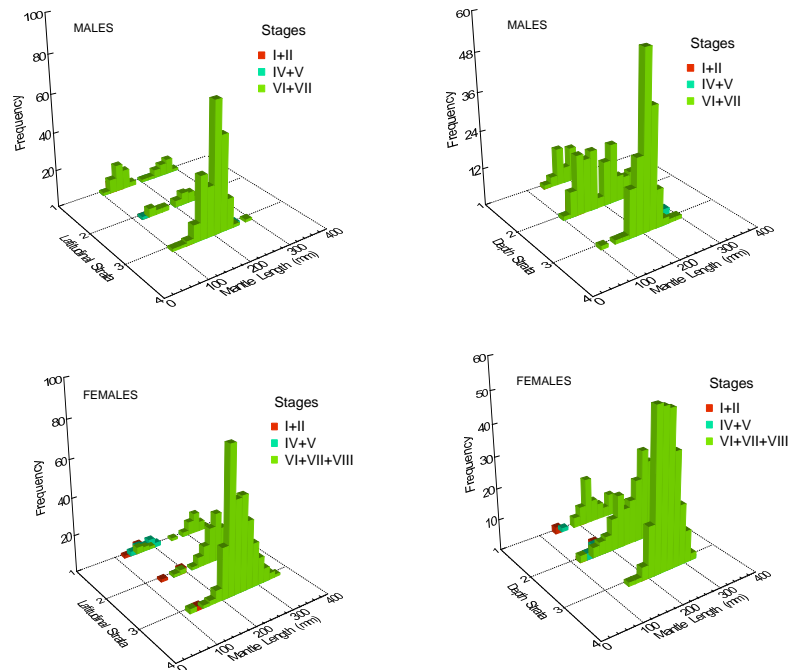 100
80
60
40
20
Frequency
MALES
Stages
I+II
IV+V
VI+VII
1
2
3
4
Latitudinal Strata
0
100
200
300
400
Mantle Length (mm)
60
48
36
24
12
Frequency
MALES
Stages
I+II
IV+V
VI+VII
1
2
3
4
Depth Strata
0
100
200
300
400
Mantle Length (mm)
100
80
60
40
20
Frequency
FEMALES
Stages
I+II
IV+V
VI+VII+VIII
1
2
3
4
Latitudinal Strata
0
100
200
300
400
Mantle Length (mm)
60
50
40
30
20
10
Frequency
FEMALES
Stages
I+II
IV+V
VI+VII+VIII
1
2
3
4
Depth Strata
0
100
200
300
400
Mantle Length (mm)